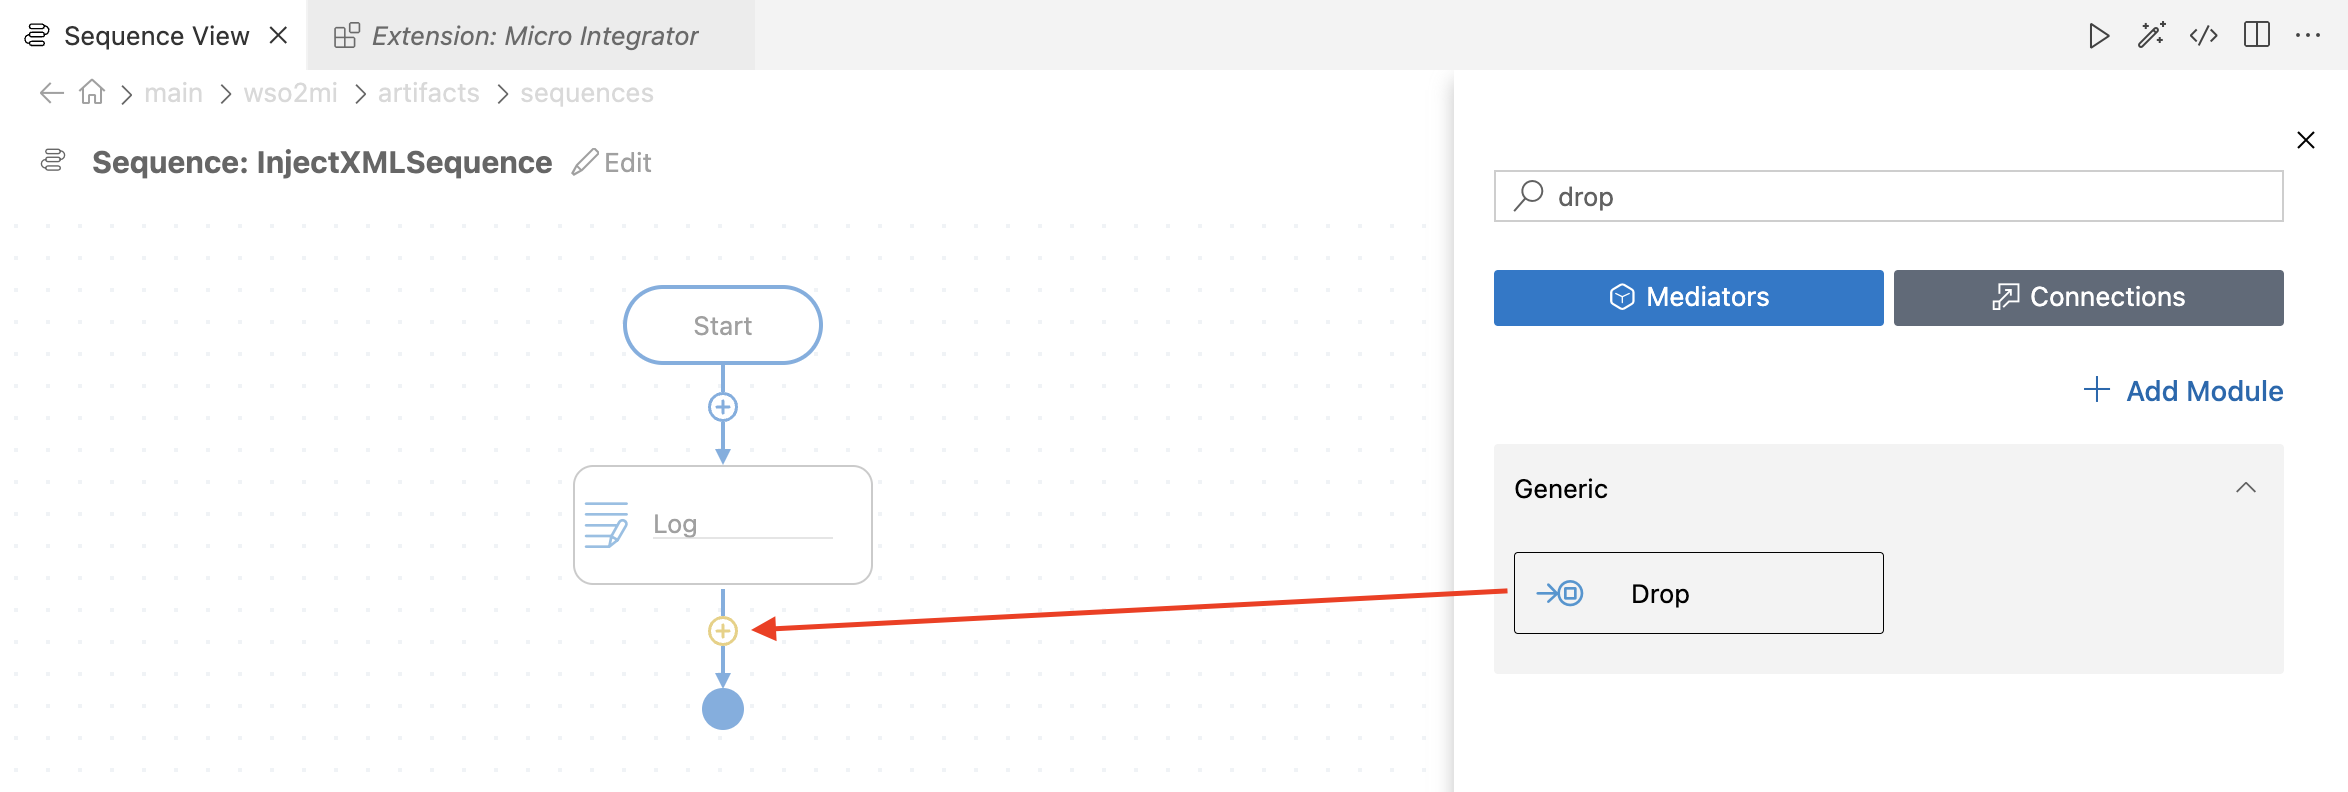 Sequence View
Extension: Micro Integrator
main
wso2mi
artifacts
sequences
Sequence: InjectXMLSequence
Edit
Start
Log
drop
Mediators
Connections
Add Module
Generic
Drop